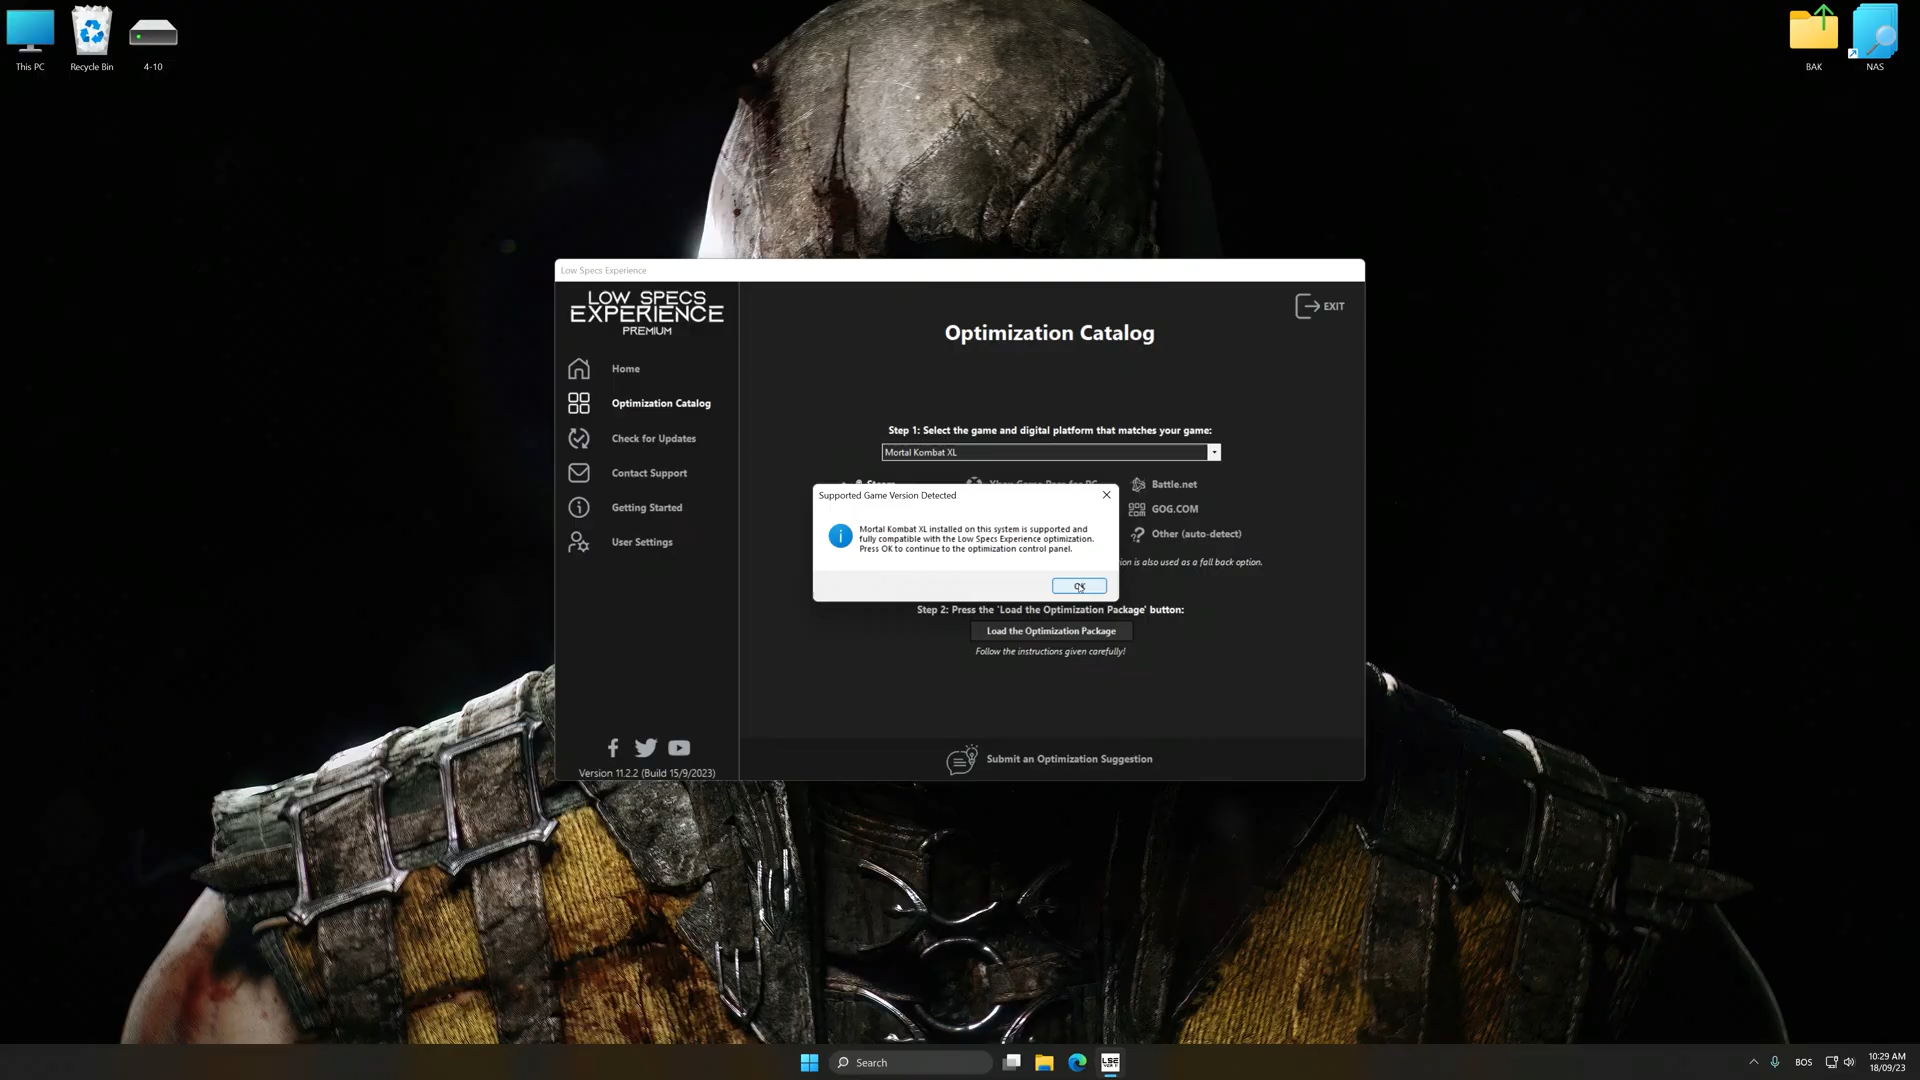 This PC
Recycle Bin
4-10
BAK
NAS
Low Specs Experience
LOW SPECS
EXPERIENCE
PREMIUM
Home
Optimization Catalog
Check for Updates
Contact Support
Getting Started
User Settings
Version 11.2.2 (Build 15/9/2023)
EXIT
Optimization Catalog
Step 1: Select the game and digital platform that matches your game:
Mortal Kombat XL
Battle.net
GOG.COM
Other (auto-detect)
ion is also used as a fall back option.
Supported Game Version Detected
Mortal Kombat XL installed on this system is supported and
fully compatible with the Low Specs Experience optimization.
Press OK to continue to the optimization control panel.
OK
Step 2: Press the 'Load the Optimization Package' button:
Load the Optimization Package
Follow the instructions given carefully!
Submit an Optimization Suggestion
Search
LSE
BOS
10:29 AM
18/09/23